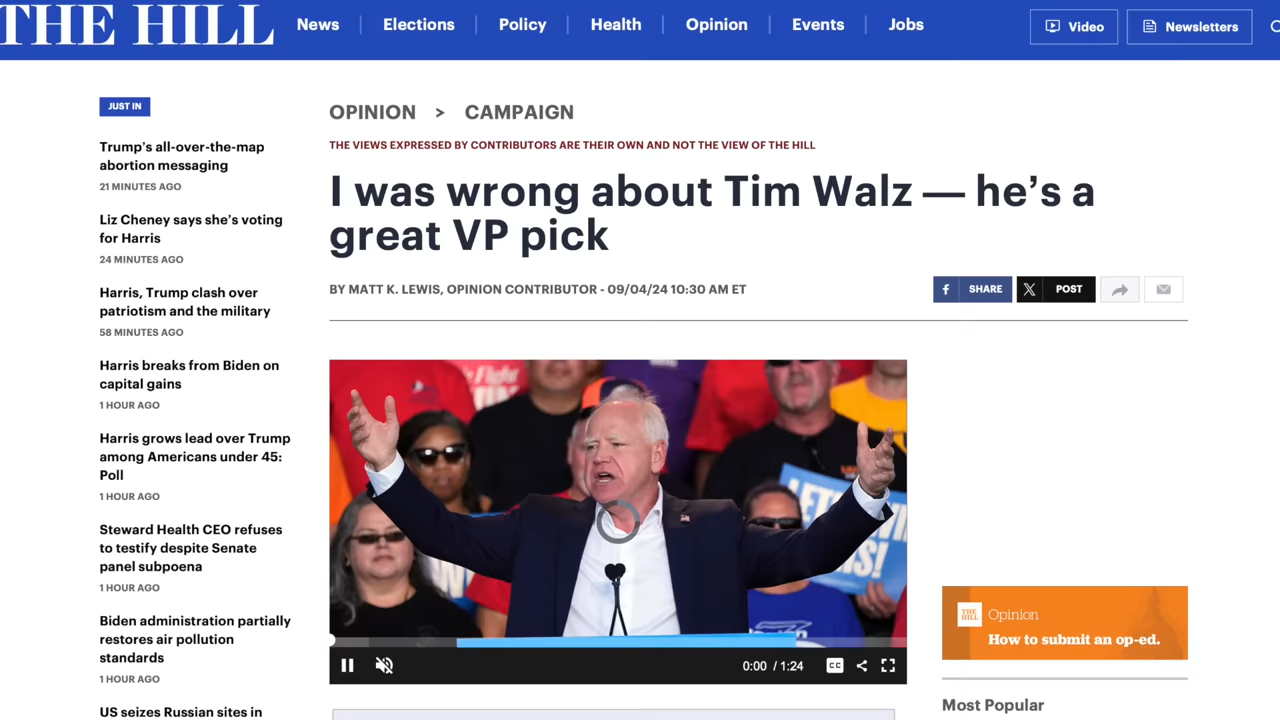 THE HILL
News
Elections
Policy
Health
Opinion
Events
Jobs
Video
Newsletters
JUST IN
Trump's all-over-the-map
abortion messaging
21 MINUTES AGO
Liz Cheney says she's voting
for Harris
24 MINUTES AGO
Harris, Trump clash over
patriotism and the military
58 MINUTES AGO
Harris breaks from Biden on
capital gains
1 HOUR AGO
Harris grows lead over Trump
among Americans under 45:
Poll
1 HOUR AGO
Steward Health CEO refuses
to testify despite Senate
panel subpoena
1 HOUR AGO
Biden administration partially
restores air pollution
standards
1 HOUR AGO
US seizes Russian sites in
OPINION > CAMPAIGN
THE VIEWS EXPRESSED BY CONTRIBUTORS ARE THEIR OWN AND NOT THE VIEW OF THE HILL
I was wrong about Tim Walz — he's a
great VP pick
BY MATT K. LEWIS, OPINION CONTRIBUTOR - 09/04/24 10:30 AM ET
SHARE
POST
0:00 / 1:24
CC
THE HILL
Opinion
How to submit an op-ed.
Most Popular